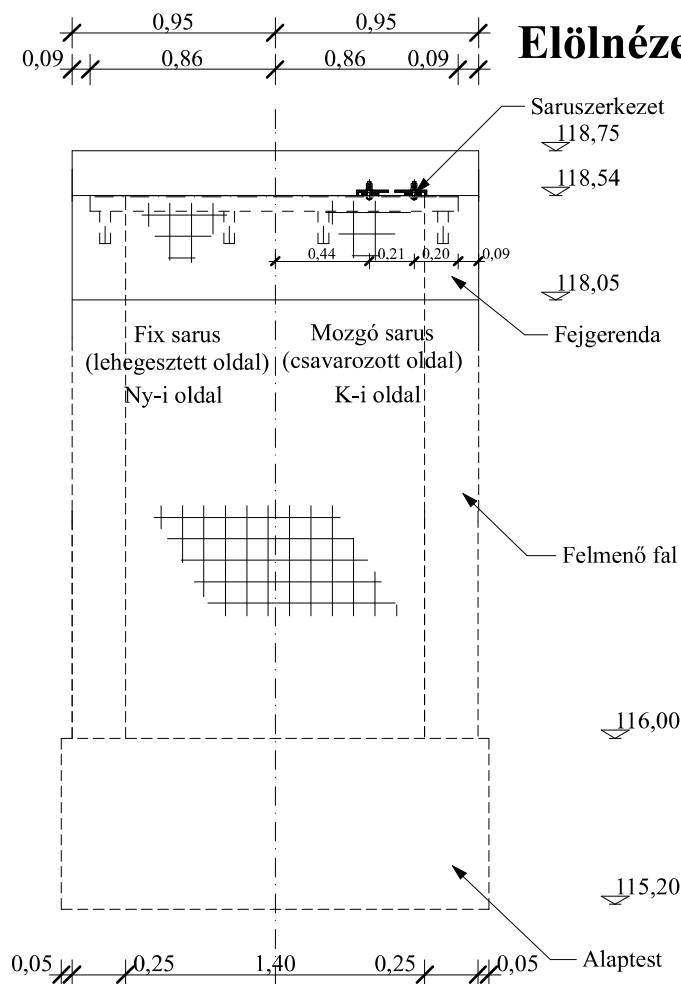 0,95 0,95
Elölnéze
0,09 0,86 0,86 0,09
Saruszerkezet
118,75
118,54
0,44 0,21 0,20 0,09
118,05
Fejgerenda
Fix sarus
(lehegesztett oldal)
Ny-i oldal
Mozgó sarus
(csavarozott oldal)
K-i oldal
Felmenő fal
116,00
115,20
Alaptest
0,05 0,25 1,40 0,25 0,05